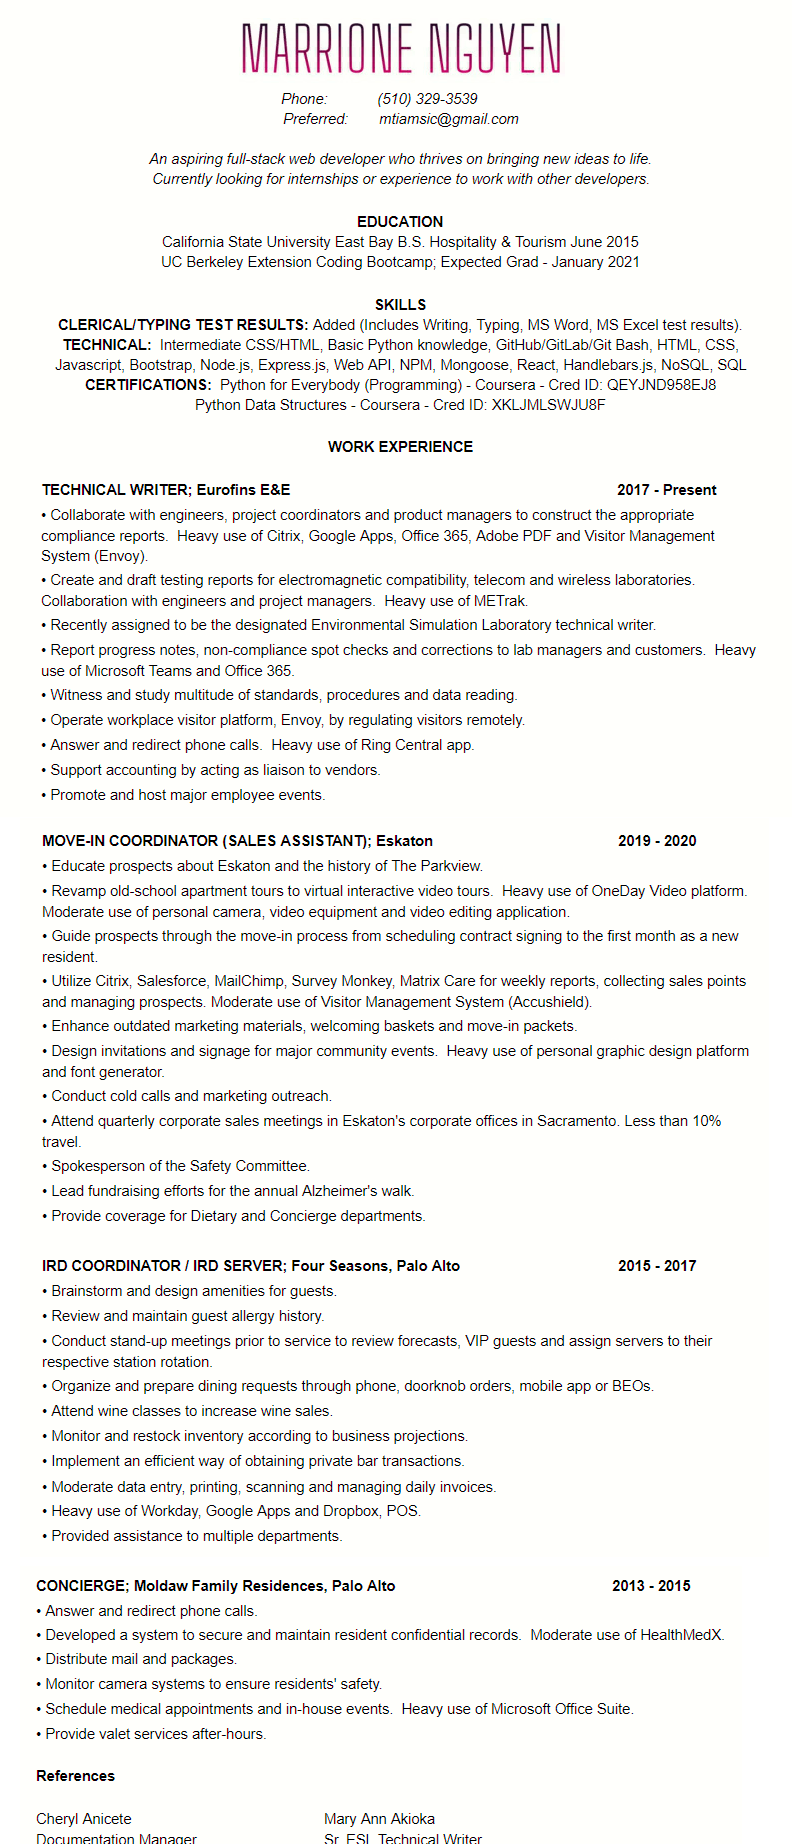 MARRIONE NGUYEN
Phone: (510) 329-3539
Preferred: mtiamsic@gmail.com
An aspiring full-stack web developer who thrives on bringing new ideas to life.
Currently looking for internships or experience to work with other developers.
EDUCATION
California State University East Bay B.S. Hospitality & Tourism June 2015
UC Berkeley Extension Coding Bootcamp; Expected Grad - January 2021
SKILLS
CLERICAL/TYPING TEST RESULTS: Added (Includes Writing, Typing, MS Word, MS Excel test results).
TECHNICAL: Intermediate CSS/HTML, Basic Python knowledge, GitHub/GitLab/Git Bash, HTML, CSS,
Javascript, Bootstrap, Node.js, Express.js, Web API, NPM, Mongoose, React, Handlebars.js, NoSQL, SQL
CERTIFICATIONS: Python for Everybody (Programming) - Coursera - Cred ID: QEYJND958EJ8
Python Data Structures - Coursera - Cred ID: XKLJMLSWJU8F
WORK EXPERIENCE
TECHNICAL WRITER; Eurofins E&E 2017 - Present
• Collaborate with engineers, project coordinators and product managers to construct the appropriate
compliance reports. Heavy use of Citrix, Google Apps, Office 365, Adobe PDF and Visitor Management
System (Envoy).
• Create and draft testing reports for electromagnetic compatibility, telecom and wireless laboratories.
Collaboration with engineers and project managers. Heavy use of METrak.
• Recently assigned to be the designated Environmental Simulation Laboratory technical writer.
• Report progress notes, non-compliance spot checks and corrections to lab managers and customers. Heavy
use of Microsoft Teams and Office 365.
• Witness and study multitude of standards, procedures and data reading.
• Operate workplace visitor platform, Envoy, by regulating visitors remotely.
• Answer and redirect phone calls. Heavy use of Ring Central app.
• Support accounting by acting as liaison to vendors.
• Promote and host major employee events.
MOVE-IN COORDINATOR (SALES ASSISTANT); Eskaton 2019 - 2020
• Educate prospects about Eskaton and the history of The Parkview.
• Revamp old-school apartment tours to virtual interactive video tours. Heavy use of OneDay Video platform.
Moderate use of personal camera, video equipment and video editing application.
• Guide prospects through the move-in process from scheduling contract signing to the first month as a new
resident.
• Utilize Citrix, Salesforce, MailChimp, Survey Monkey, Matrix Care for weekly reports, collecting sales points
and managing prospects. Moderate use of Visitor Management System (Accushield).
• Enhance outdated marketing materials, welcoming baskets and move-in packets.
• Design invitations and signage for major community events. Heavy use of personal graphic design platform
and font generator.
• Conduct cold calls and marketing outreach.
• Attend quarterly corporate sales meetings in Eskaton's corporate offices in Sacramento. Less than 10%
travel.
• Spokesperson of the Safety Committee.
• Lead fundraising efforts for the annual Alzheimer's walk.
• Provide coverage for Dietary and Concierge departments.
IRD COORDINATOR / IRD SERVER; Four Seasons, Palo Alto 2015 - 2017
• Brainstorm and design amenities for guests.
• Review and maintain guest allergy history.
• Conduct stand-up meetings prior to service to review forecasts, VIP guests and assign servers to their
respective station rotation.
• Organize and prepare dining requests through phone, doorknob orders, mobile app or BEOs.
• Attend wine classes to increase wine sales.
• Monitor and restock inventory according to business projections.
• Implement an efficient way of obtaining private bar transactions.
• Moderate data entry, printing, scanning and managing daily invoices.
• Heavy use of Workday, Google Apps and Dropbox, POS.
• Provided assistance to multiple departments.
CONCIERGE; Moldaw Family Residences, Palo Alto 2013 - 2015
• Answer and redirect phone calls.
• Developed a system to secure and maintain resident confidential records. Moderate use of HealthMedX.
• Distribute mail and packages.
• Monitor camera systems to ensure residents' safety.
• Schedule medical appointments and in-house events. Heavy use of Microsoft Office Suite.
• Provide valet services after-hours.
References
Cheryl Anicete Mary Ann Akioka
Documentation Manager Sr. ESL Technical Writer